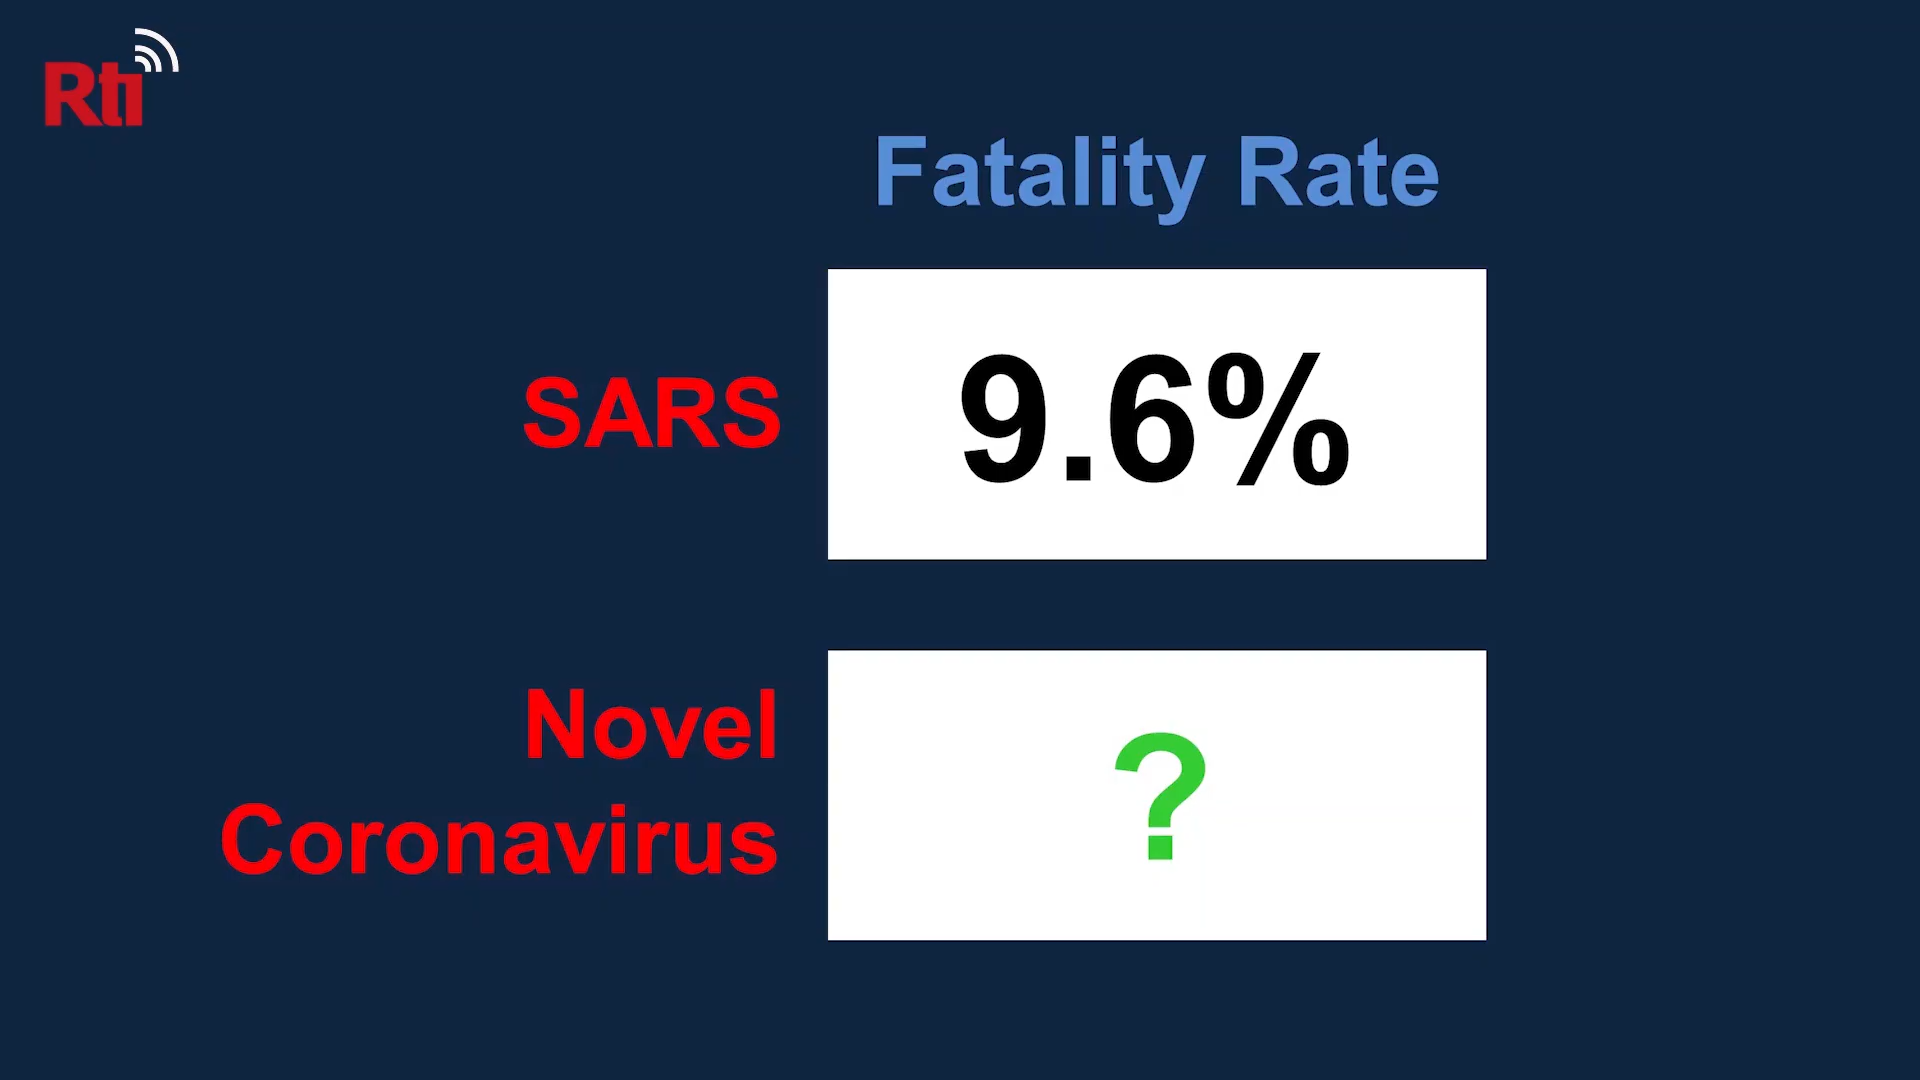 Rti
Fatality Rate
SARS
9.6%
Novel
Coronavirus
?